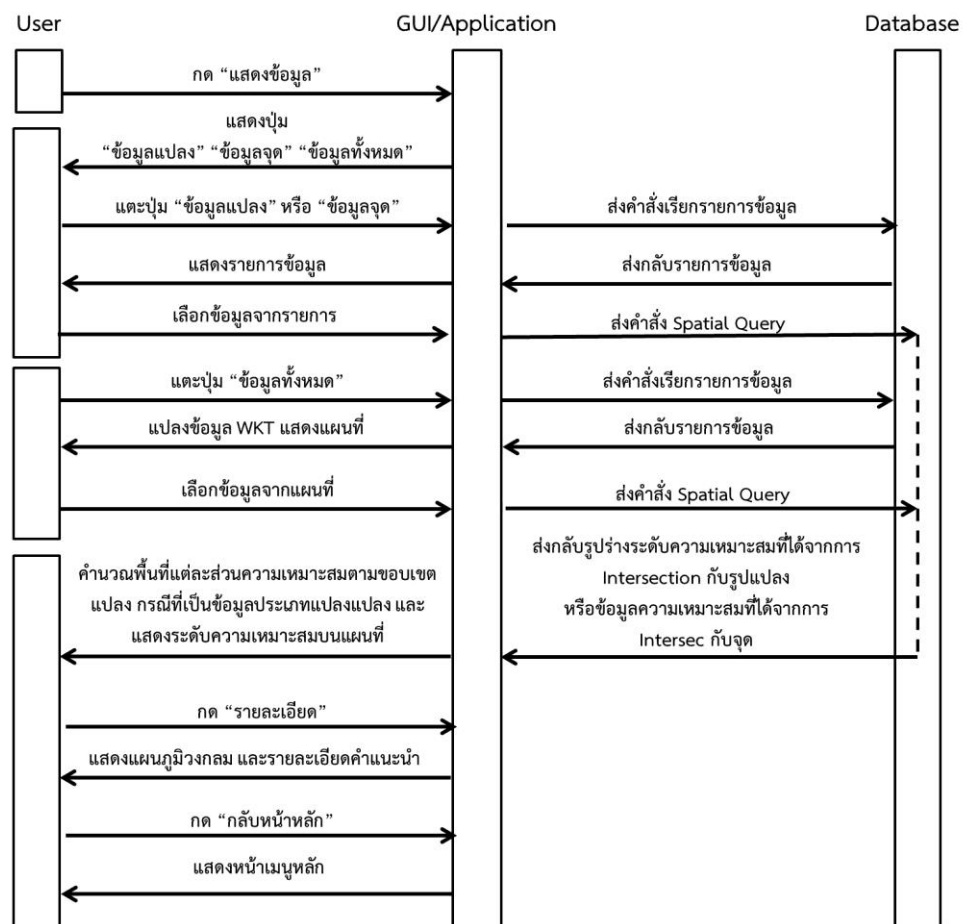 User
GUI/Application
Database
กด “แสดงข้อมูล”
แสดงปุ่ม
“ข้อมูลแปลง” “ข้อมูลจุด” “ข้อมูลทั้งหมด”
แตะปุ่ม “ข้อมูลแปลง” หรือ “ข้อมูลจุด”
ส่งคำสั่งเรียกรายการข้อมูล
แสดงรายการข้อมูล
ส่งกลับรายการข้อมูล
เลือกข้อมูลจากรายการ
ส่งคำสั่ง Spatial Query
แตะปุ่ม “ข้อมูลทั้งหมด”
ส่งคำสั่งเรียกรายการข้อมูล
แปลงข้อมูล WKT แสดงแผนที่
ส่งกลับรายการข้อมูล
เลือกข้อมูลจากแผนที่
ส่งคำสั่ง Spatial Query
ส่งกลับรูปร่างระดับความเหมาะสมที่ได้จากการ
Intersection กับรูปแปลง
หรือข้อมูลความเหมาะสมที่ได้จากการ
Intersec กับจุด
คำนวณพื้นที่แต่ละส่วนความเหมาะสมตามขอบเขต
แปลง กรณีที่เป็นข้อมูลประเภทแปลงแปลง และ
แสดงระดับความเหมาะสมบนแผนที่
กด “รายละเอียด”
แสดงแผนภูมิวงกลม และรายละเอียดคำแนะนำ
กด “กลับหน้าหลัก”
แสดงหน้าเมนูหลัก